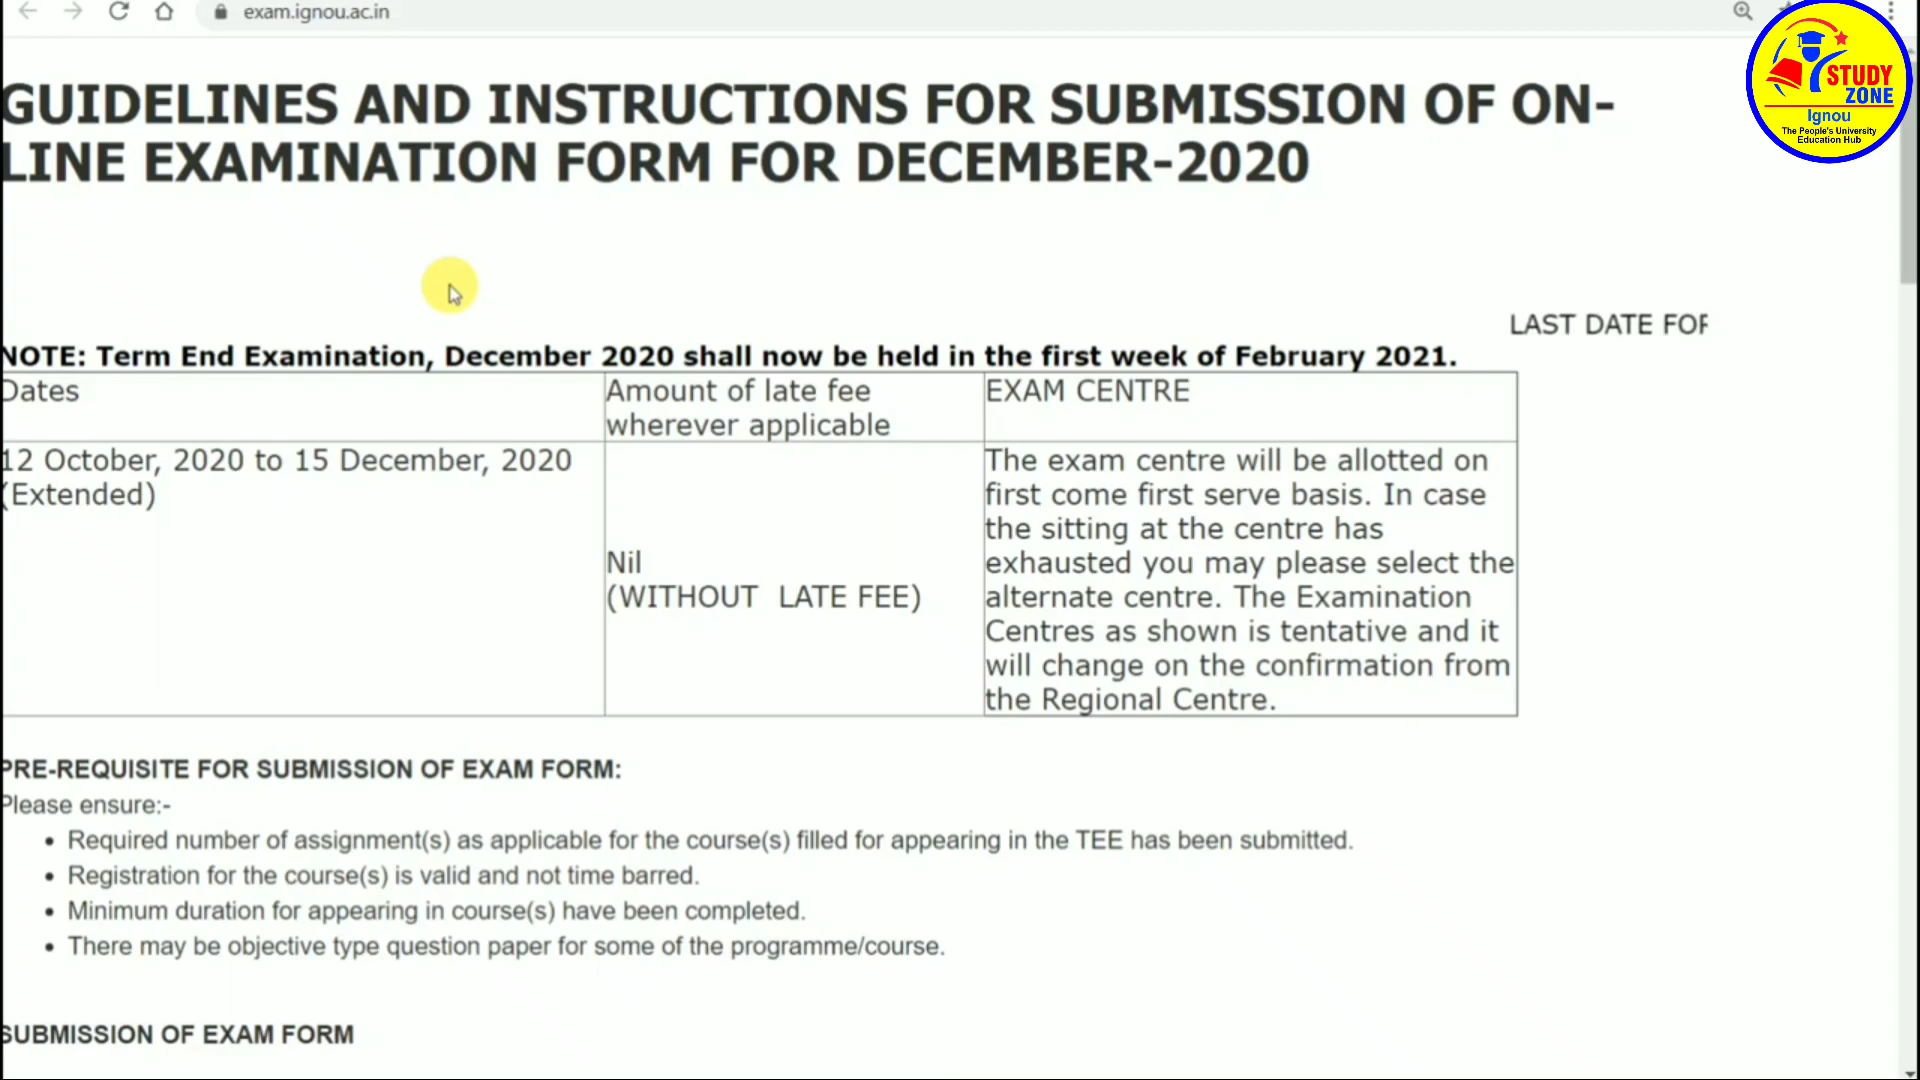 exam.ignou.ac.in
STUDY
ZONE
Ignou
The People's University
Education Hub
GUIDELINES AND INSTRUCTIONS FOR SUBMISSION OF ON-
LINE EXAMINATION FORM FOR DECEMBER-2020
LAST DATE FOR
NOTE: Term End Examination, December 2020 shall now be held in the first week of February 2021.
Dates
Amount of late fee
wherever applicable
EXAM CENTRE
12 October, 2020 to 15 December, 2020
(Extended)
Nil
(WITHOUT LATE FEE)
The exam centre will be allotted on
first come first serve basis. In case
the sitting at the centre has
exhausted you may please select the
alternate centre. The Examination
Centres as shown is tentative and it
will change on the confirmation from
the Regional Centre.
PRE-REQUISITE FOR SUBMISSION OF EXAM FORM:
Please ensure:-
• Required number of assignment(s) as applicable for the course(s) filled for appearing in the TEE has been submitted.
• Registration for the course(s) is valid and not time barred.
• Minimum duration for appearing in course(s) have been completed.
• There may be objective type question paper for some of the programme/course.
SUBMISSION OF EXAM FORM